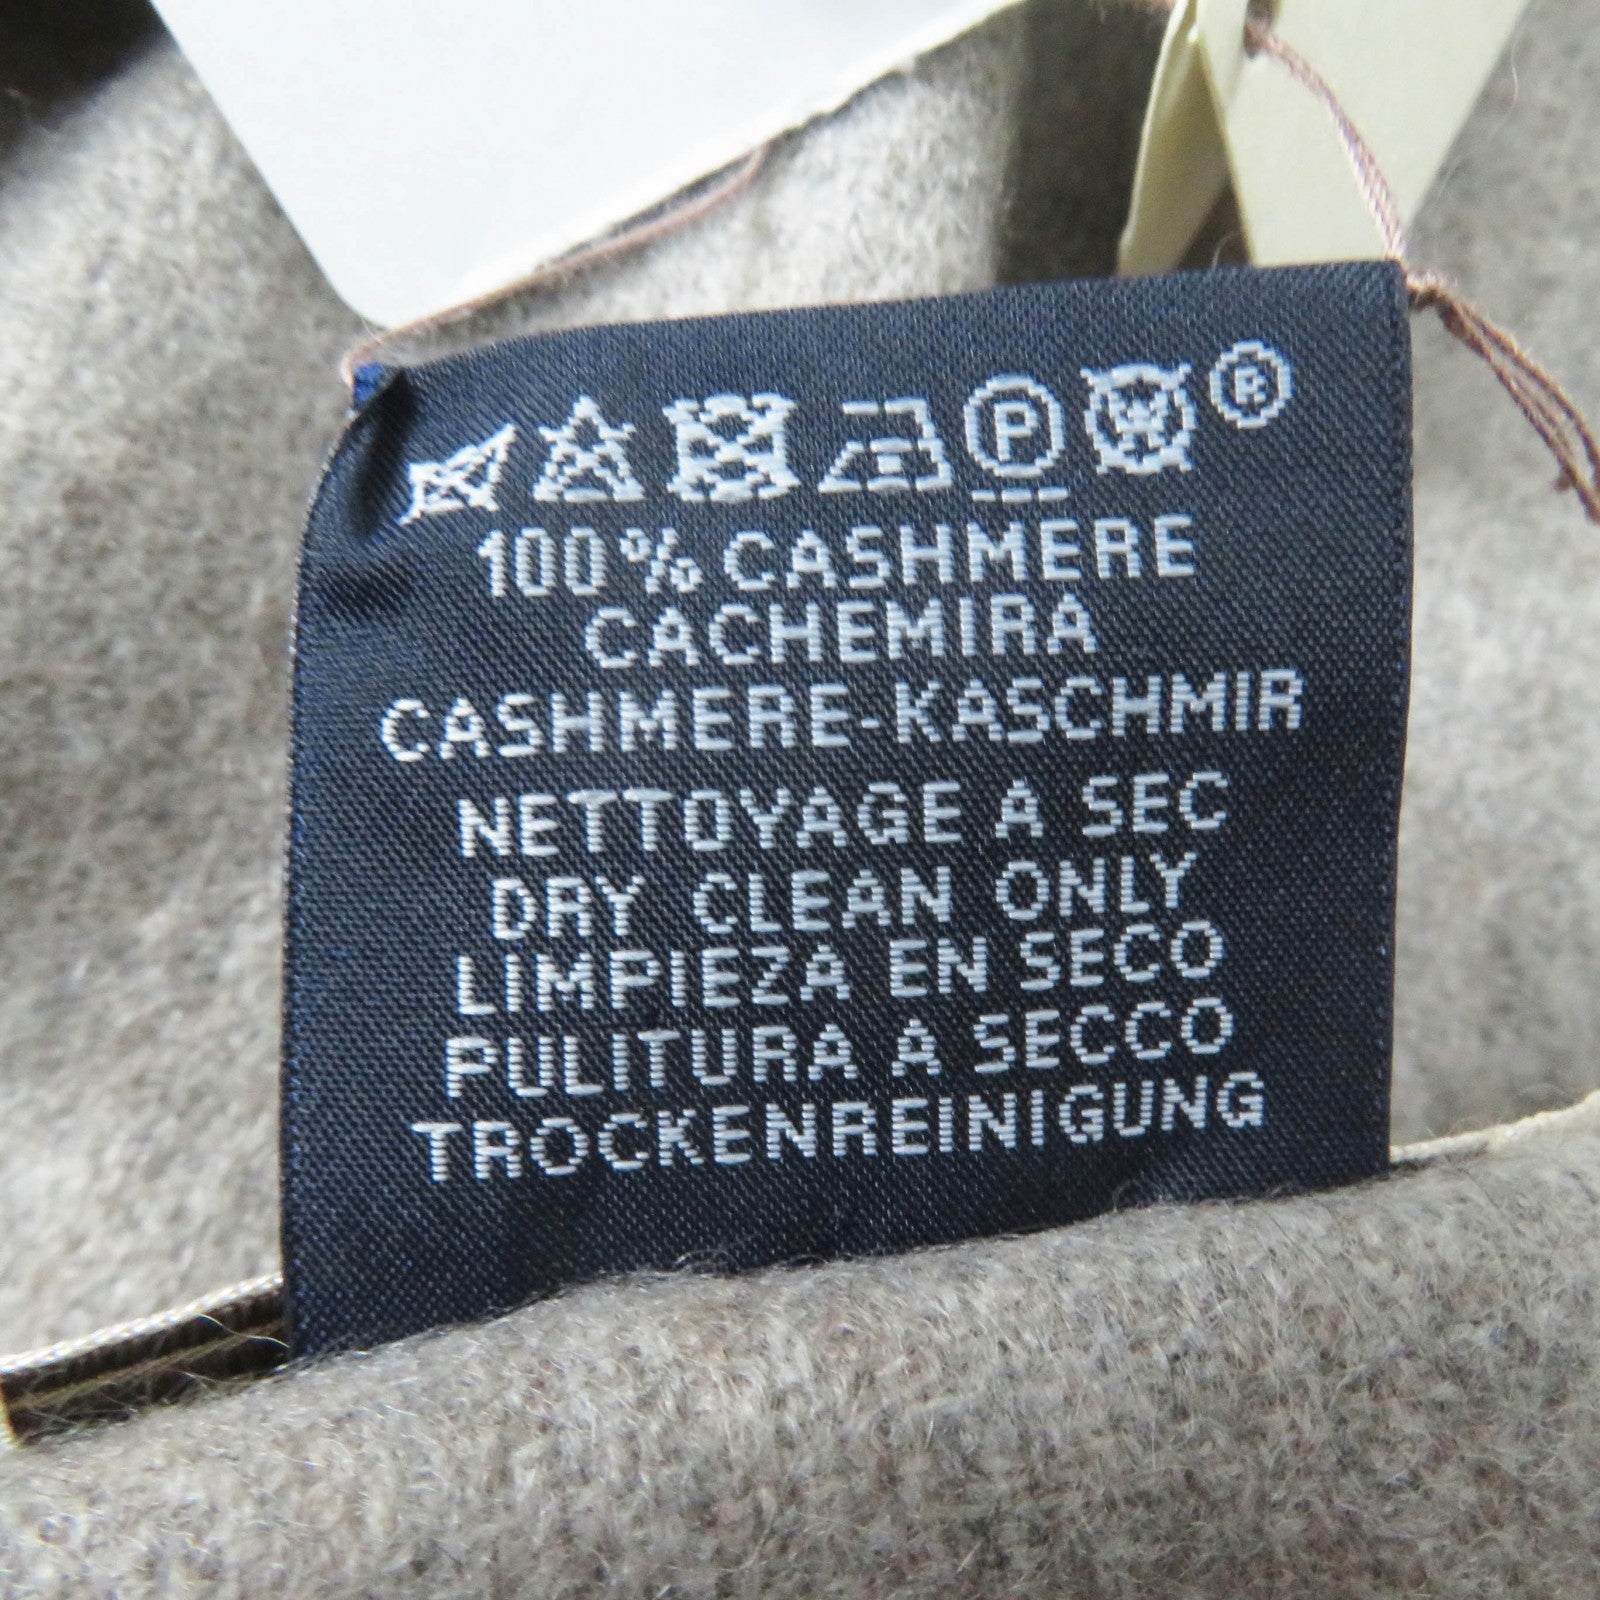 P ®
100% CASHMERE
CACHEMIRA
CASHMERE-KASCHMIR
NETTOYAGE A SEC
DRY CLEAN ONLY
LIMPIEZA EN SECO
PULITURA A SECCO
TROCKENREINIGUNG